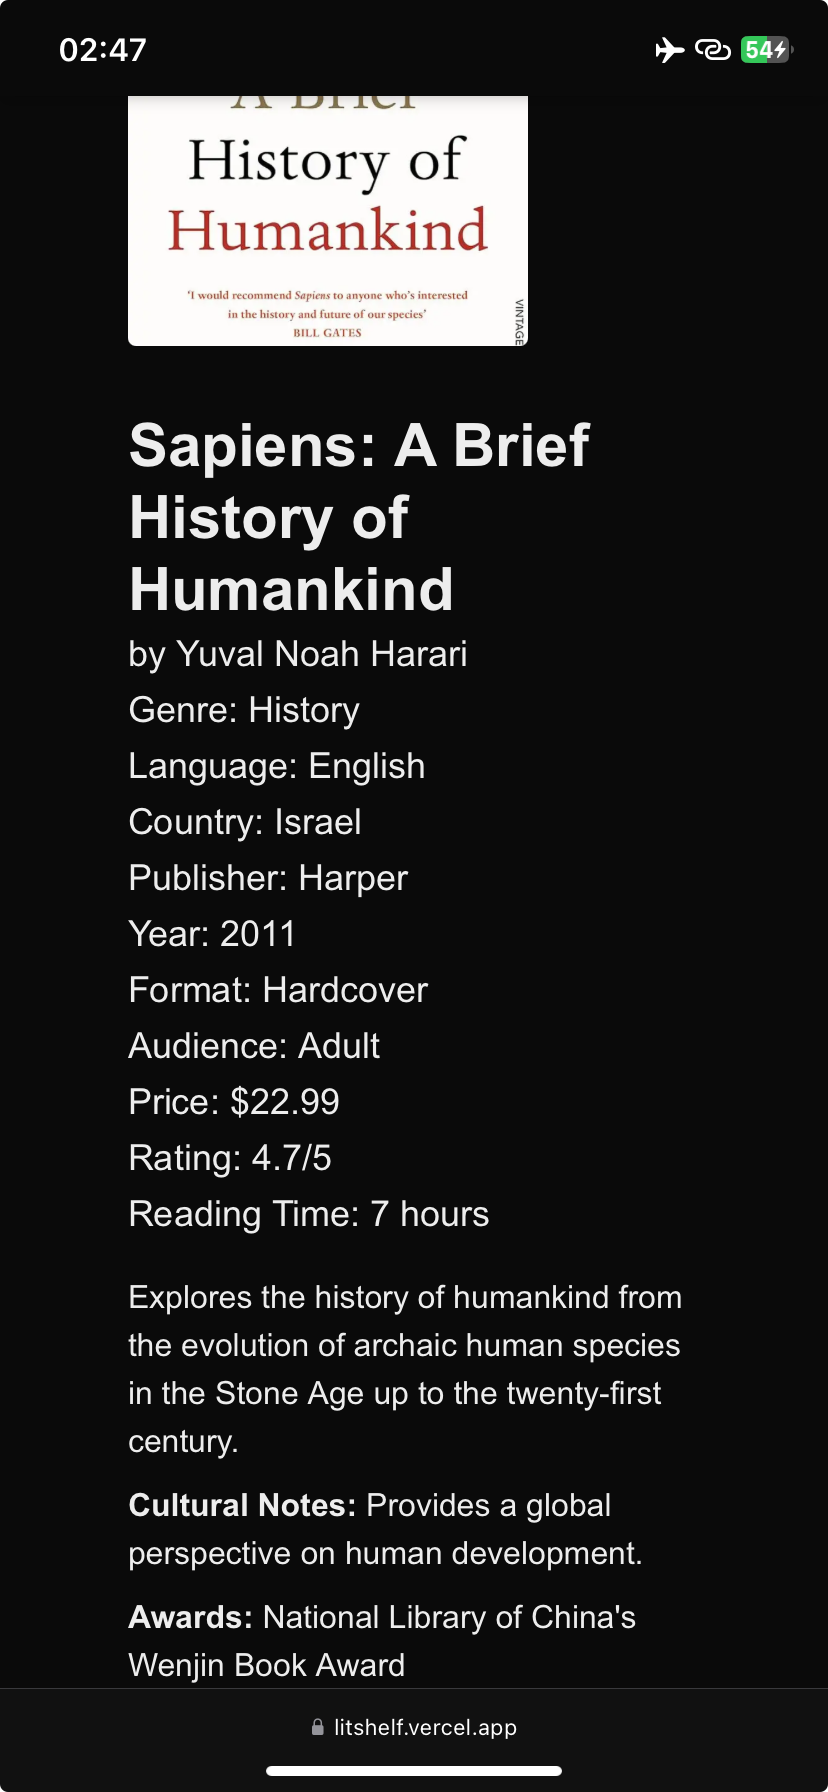 02:47
54
A Brief
History of
Humankind
'I would recommend Sapiens to anyone who's interested
in the history and future of our species'
BILL GATES
VINTAGE
Sapiens: A Brief
History of
Humankind
by Yuval Noah Harari
Genre: History
Language: English
Country: Israel
Publisher: Harper
Year: 2011
Format: Hardcover
Audience: Adult
Price: $22.99
Rating: 4.7/5
Reading Time: 7 hours
Explores the history of humankind from
the evolution of archaic human species
in the Stone Age up to the twenty-first
century.
Cultural Notes: Provides a global
perspective on human development.
Awards: National Library of China's
Wenjin Book Award
litshelf.vercel.app